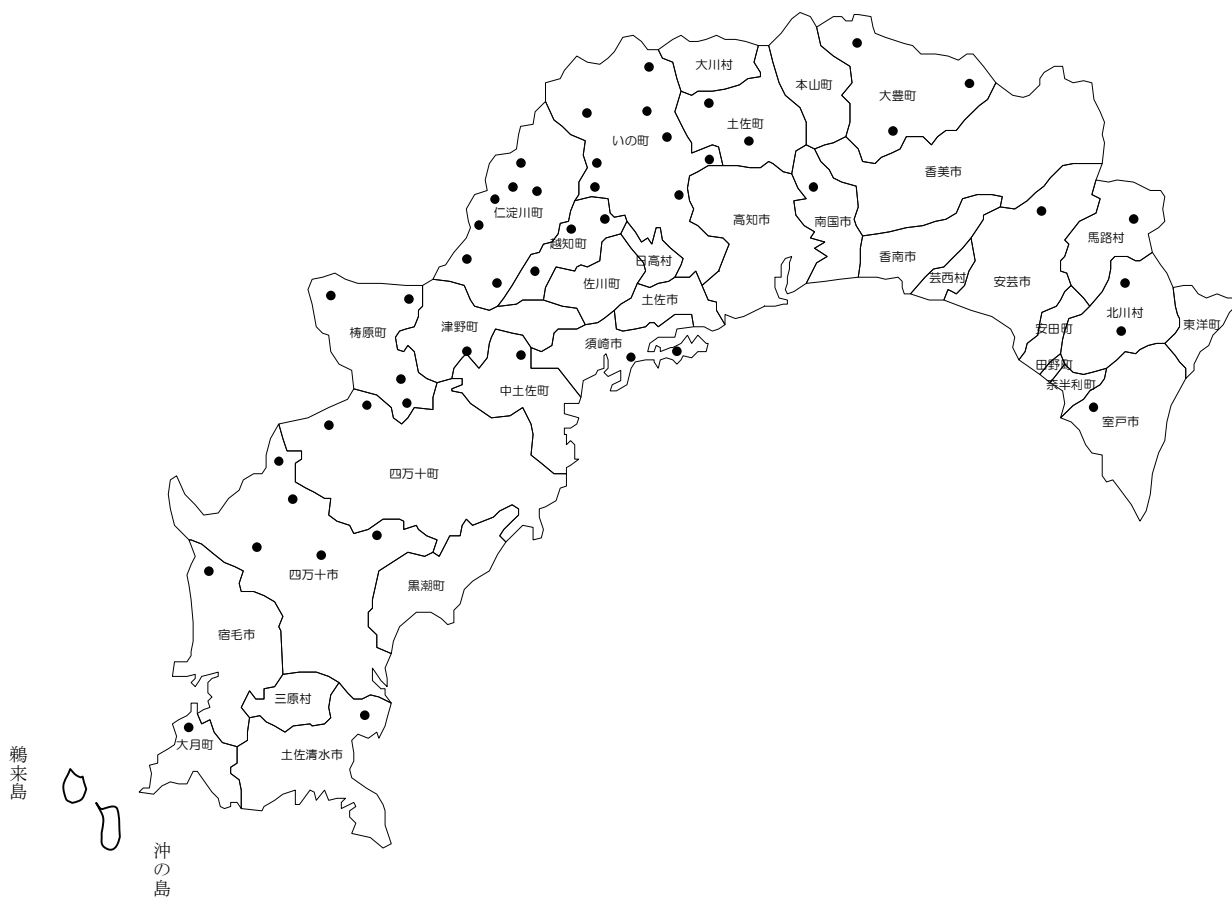 大川村
本山町
大豊町
いの町
土佐町
香美市
仁淀川町
高知市
南国市
越知町
日高村
香南市
馬路村
佐川町
芸西村
安芸市
土佐市
北川村
梼原町
津野町
安田町
東洋町
須崎市
田野町
中土佐町
奈半利町
室戸市
四万十町
四万十市
黒潮町
宿毛市
三原村
大月町
土佐清水市
鵜来島
沖の島